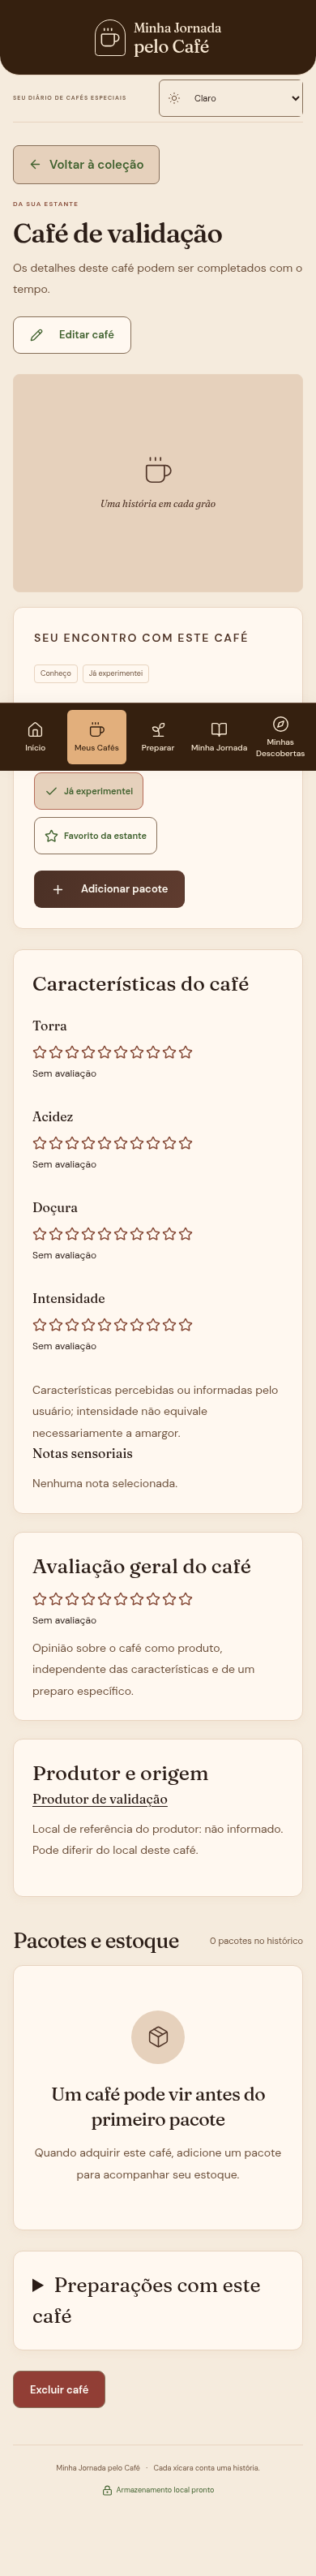 Minha Jornada
pelo Café
SEU DIÁRIO DE CAFÉS ESPECIAIS
Claro
Voltar à coleção
DA SUA ESTANTE
Café de validação
Os detalhes deste café podem ser completados com o
tempo.
Editar café
Uma história em cada grão
SEU ENCONTRO COM ESTE CAFÉ
Conheço
Já experimentei
Início
Meus Cafés
Preparar
Minha Jornada
Minhas
Descobertas
Já experimentei
Favorito da estante
Adicionar pacote
Características do café
Torra
Sem avaliação
Acidez
Sem avaliação
Doçura
Sem avaliação
Intensidade
Sem avaliação
Características percebidas ou informadas pelo
usuário; intensidade não equivale
necessariamente a amargor.
Notas sensoriais
Nenhuma nota selecionada.
Avaliação geral do café
Sem avaliação
Opinião sobre o café como produto,
independente das características e de um
preparo específico.
Produtor e origem
Produtor de validação
Local de referência do produtor: não informado.
Pode diferir do local deste café.
Pacotes e estoque
0 pacotes no histórico
Um café pode vir antes do
primeiro pacote
Quando adquirir este café, adicione um pacote
para acompanhar seu estoque.
Preparações com este
café
Excluir café
Minha Jornada pelo Café · Cada xícara conta uma história.
Armazenamento local pronto